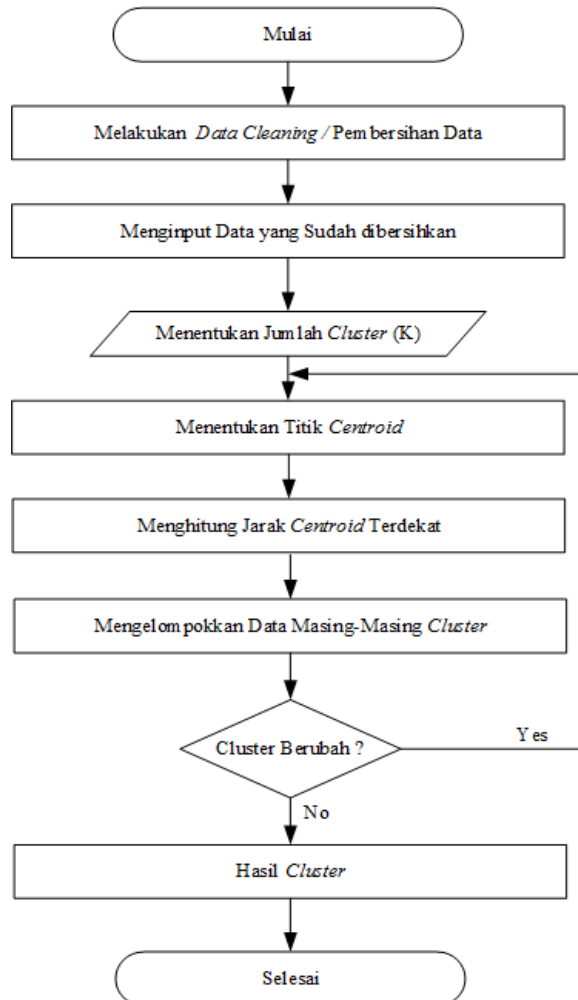 Mulai
Melakukan Data Cleaning / Pembersihan Data
Menginput Data yang Sudah dibersihkan
Menentukan Jumlah Cluster (K)
Menentukan Titik Centroid
Menghitung Jarak Centroid Terdekat
Mengelompokkan Data Masing-Masing Cluster
Cluster Berubah ?
Yes
No
Hasil Cluster
Selesai